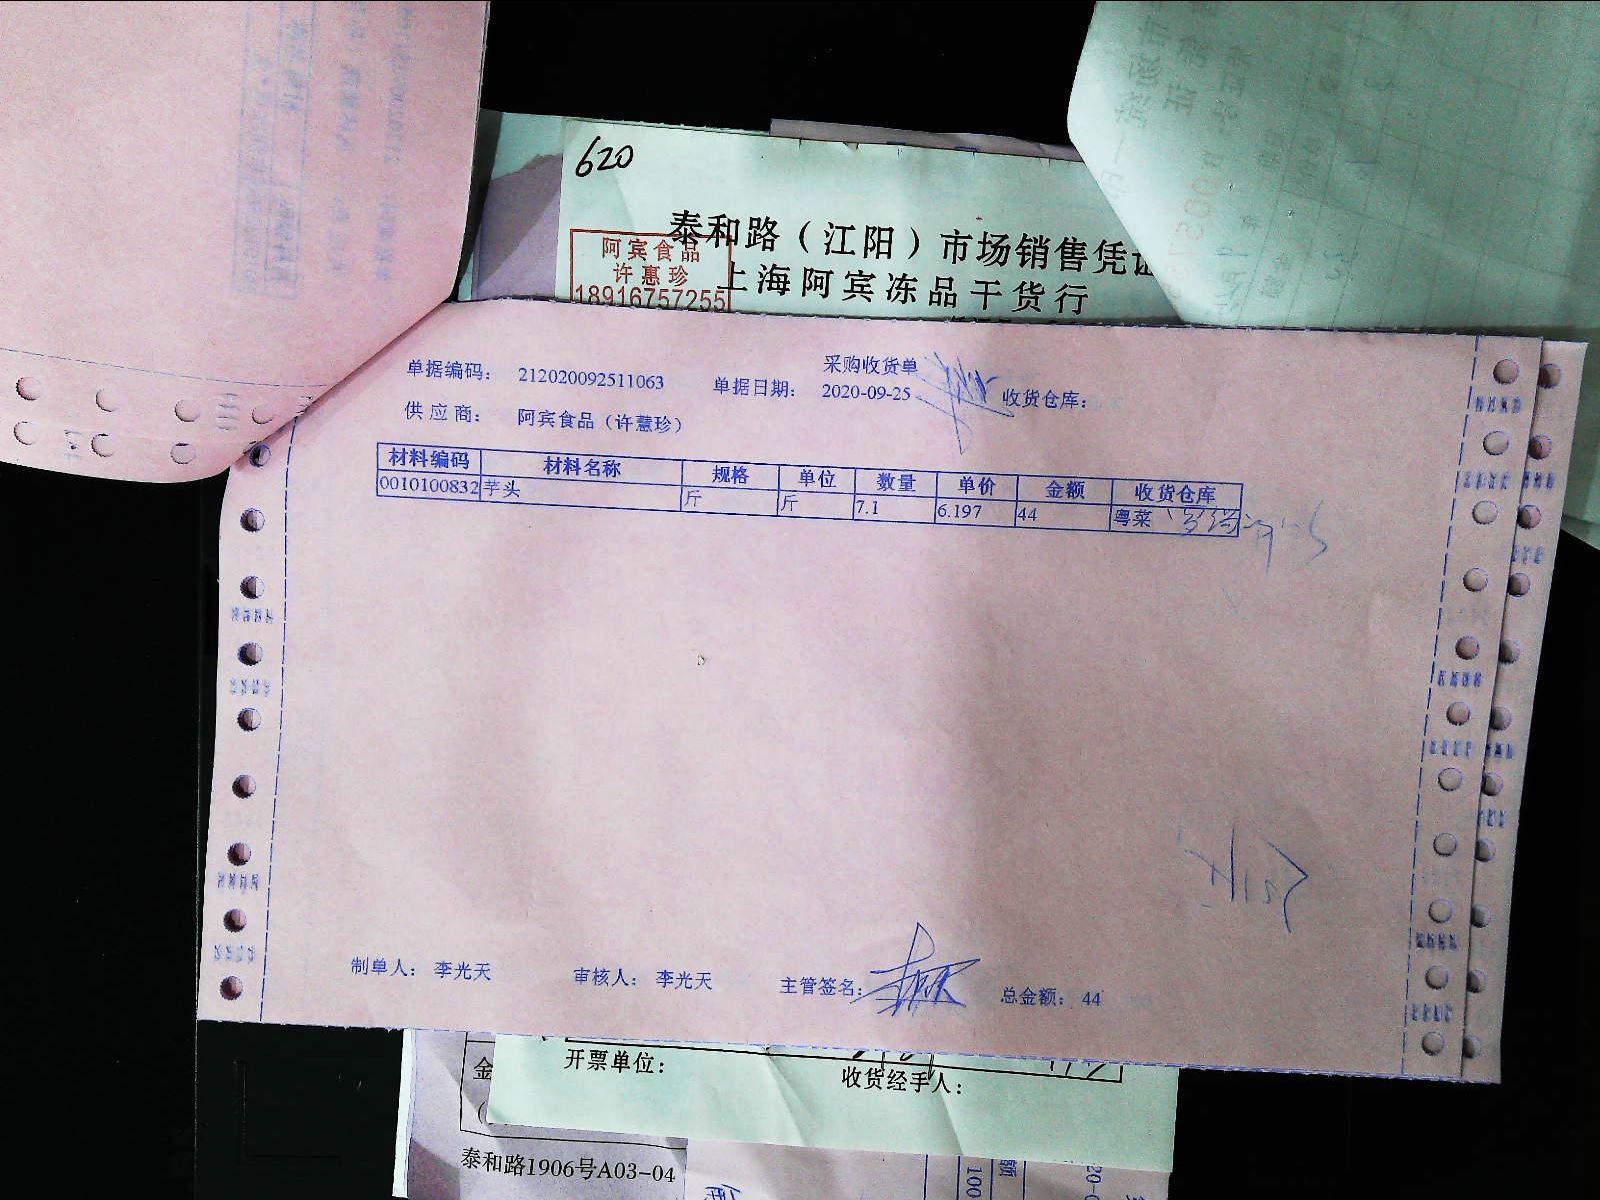 620
泰和路（江阳）市场销售凭证
阿宾食品
许惠珍
18916757255
上海阿宾冻品干货行
采购收货单
单据编码： 212020092511063 单据日期： 2020-09-25 收货仓库：
供应商： 阿宾食品（许慧珍）
材料编码 材料名称 规格 单位 数量 单价 金额 收货仓库
0010100832 芋头 斤 斤 7.1 6.197 44 粤菜
制单人： 李光天 审核人： 李光天 主管签名： 总金额： 44
开票单位： 收货经手人：
金
泰和路1906号A03-04